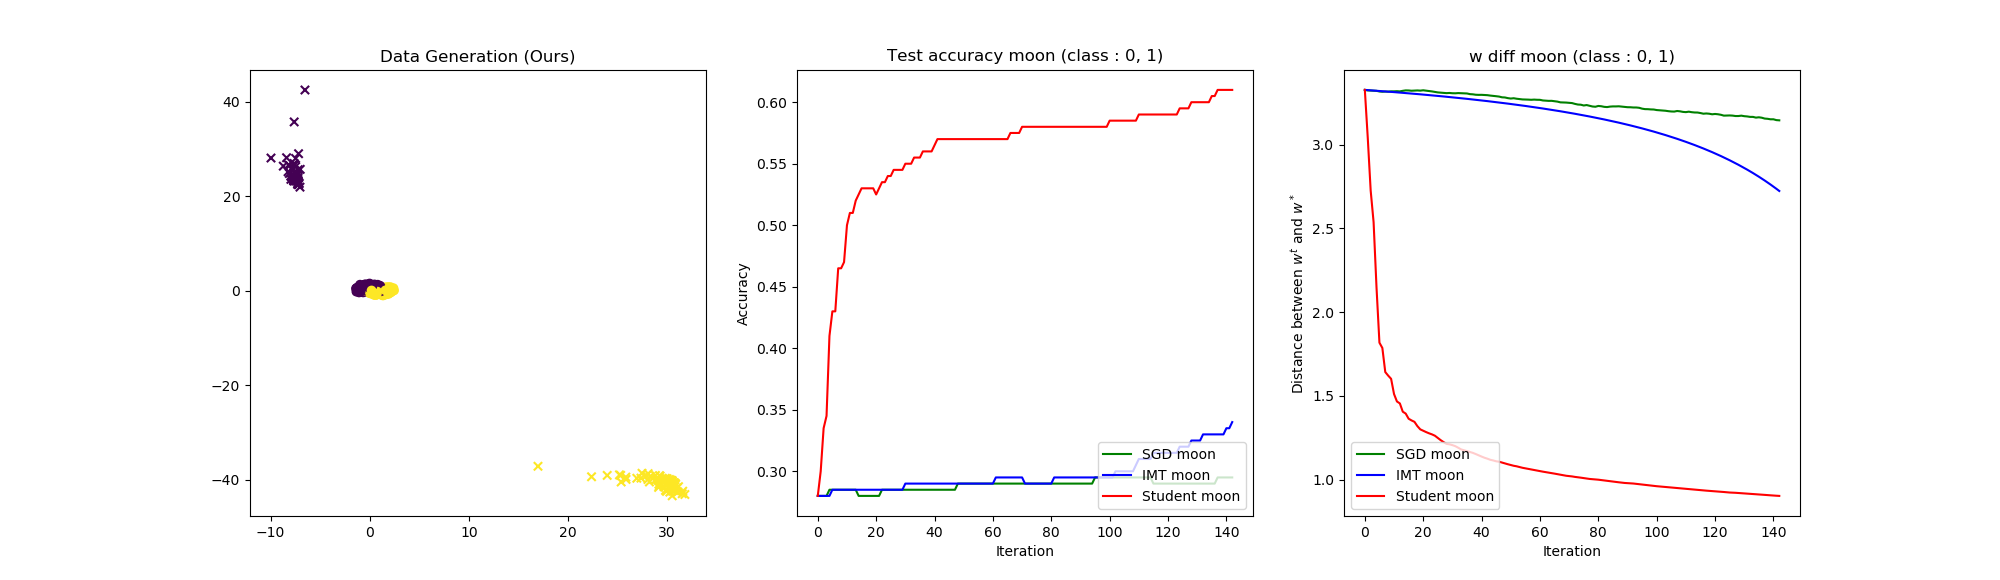 Data Generation (Ours)
40
20
0
−20
−40
−10
0
10
20
30
Test accuracy moon (class : 0, 1)
Accuracy
0.60
0.55
0.50
0.45
0.40
0.35
0.30
0
20
40
60
80
100
120
140
Iteration
SGD moon
IMT moon
Student moon
w diff moon (class : 0, 1)
Distance between w^t and w^*
3.0
2.5
2.0
1.5
1.0
0
20
40
60
80
100
120
140
Iteration
SGD moon
IMT moon
Student moon